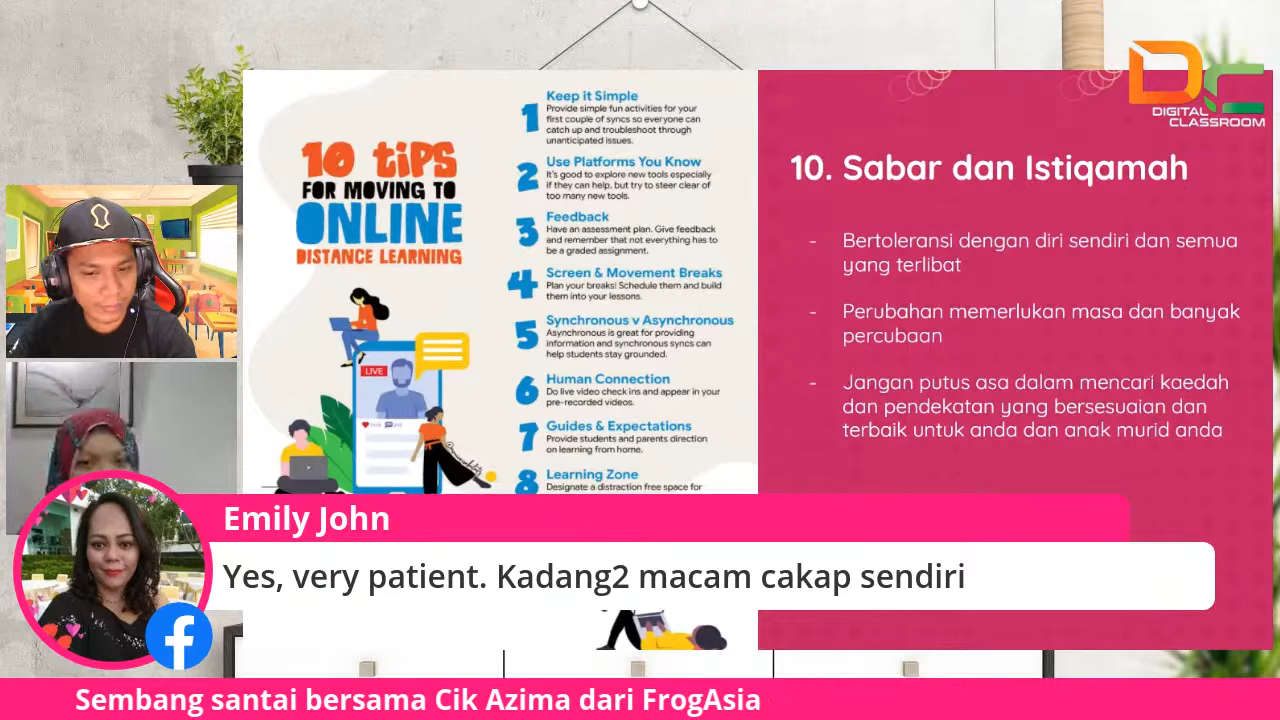 10 TIPS
FOR MOVING TO
ONLINE
DISTANCE LEARNING
1 Keep it Simple
Provide simple fun activities for your
first couple of syncs so everyone can
catch up and troubleshoot through
unanticipated issues.
2 Use Platforms You Know
It's good to explore new tools especially
if they can help, but try to steer clear of
too many new tools.
3 Feedback
Have an assessment plan. Give feedback
and remember that not everything has to
be a graded assignment.
4 Screen & Movement Breaks
Plan your breaks! Schedule them and build
them into your lessons.
5 Synchronous v Asynchronous
Asynchronous is great for providing
information and synchronous syncs can
help students stay grounded.
6 Human Connection
Do live video check ins and appear in your
pre-recorded videos.
7 Guides & Expectations
Provide students and parents direction
on learning from home.
8 Learning Zone
Designate a distraction free space for
LIVE
DC
DIGITAL
CLASSROOM
10. Sabar dan Istiqamah
- Bertoleransi dengan diri sendiri dan semua
yang terlibat
- Perubahan memerlukan masa dan banyak
percubaan
- Jangan putus asa dalam mencari kaedah
dan pendekatan yang bersesuaian dan
terbaik untuk anda dan anak murid anda
Emily John
Yes, very patient. Kadang2 macam cakap sendiri
f
Sembang santai bersama Cik Azima dari FrogAsia